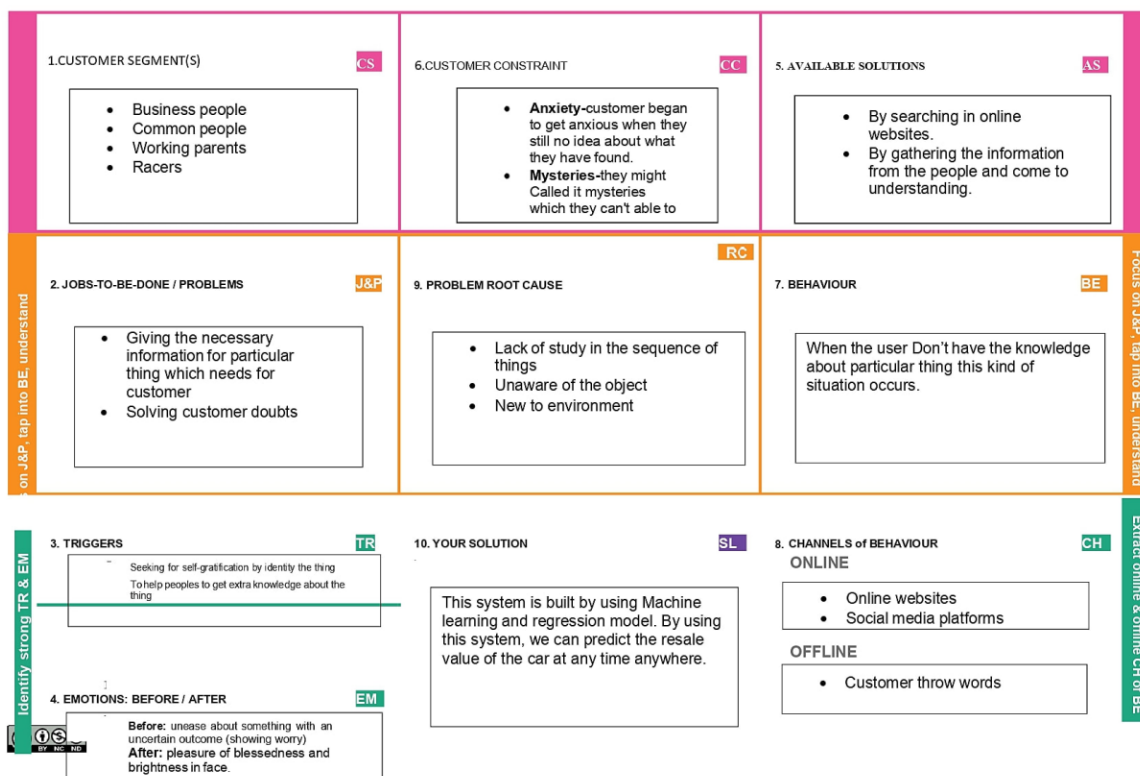 1.CUSTOMER SEGMENT(S)
CS
• Business people
• Common people
• Working parents
• Racers
6.CUSTOMER CONSTRAINT
CC
• Anxiety-customer began
to get anxious when they
still no idea about what
they have found.
• Mysteries-they might
Called it mysteries
which they can't able to
5. AVAILABLE SOLUTIONS
AS
• By searching in online
websites.
• By gathering the information
from the people and come to
understanding.
on J&P, tap into BE, understand
2. JOBS-TO-BE-DONE / PROBLEMS
J&P
• Giving the necessary
information for particular
thing which needs for
customer
• Solving customer doubts
RC
9. PROBLEM ROOT CAUSE
• Lack of study in the sequence of
things
• Unaware of the object
• New to environment
7. BEHAVIOUR
BE
When the user Don't have the knowledge
about particular thing this kind of
situation occurs.
Focus on J&P, tap into BE, understand
Identify strong TR & EM
3. TRIGGERS
TR
Seeking for self-gratification by identity the thing
To help peoples to get extra knowledge about the
thing
4. EMOTIONS: BEFORE / AFTER
EM
Before: unease about something with an
uncertain outcome (showing worry)
After: pleasure of blessedness and
brightness in face.
BY NC ND
10. YOUR SOLUTION
SL
This system is built by using Machine
learning and regression model. By using
this system, we can predict the resale
value of the car at any time anywhere.
8. CHANNELS of BEHAVIOUR
CH
ONLINE
• Online websites
• Social media platforms
OFFLINE
• Customer throw words
Extract online & online CH of BE